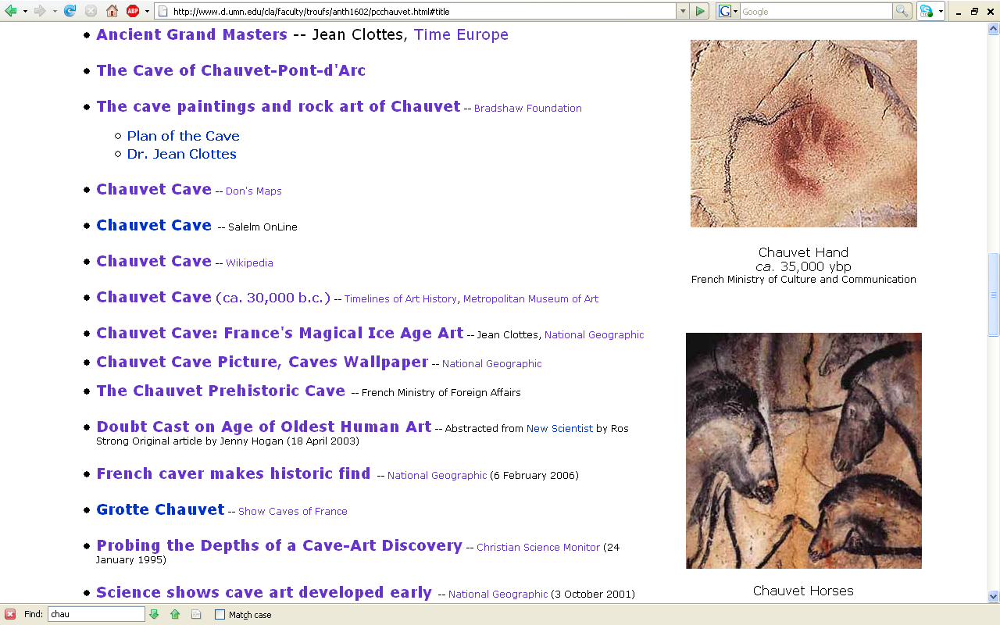 ABP
http://www.d.umn.edu/cla/faculty/troufs/anth1602/pcchauvet.html#title
G
Google
Ancient Grand Masters -- Jean Clottes, Time Europe
The Cave of Chauvet-Pont-d'Arc
The cave paintings and rock art of Chauvet -- Bradshaw Foundation
Plan of the Cave
Dr. Jean Clottes
Chauvet Cave -- Don's Maps
Chauvet Cave -- Salelm OnLine
Chauvet Cave -- Wikipedia
Chauvet Cave (ca. 30,000 b.c.) -- Timelines of Art History, Metropolitan Museum of Art
Chauvet Cave: France's Magical Ice Age Art -- Jean Clottes, National Geographic
Chauvet Cave Picture, Caves Wallpaper -- National Geographic
The Chauvet Prehistoric Cave -- French Ministry of Foreign Affairs
Doubt Cast on Age of Oldest Human Art -- Abstracted from New Scientist by Ros
Strong Original article by Jenny Hogan (18 April 2003)
French caver makes historic find -- National Geographic (6 February 2006)
Grotte Chauvet -- Show Caves of France
Probing the Depths of a Cave-Art Discovery -- Christian Science Monitor (24
January 1995)
Science shows cave art developed early -- National Geographic (3 October 2001)
Chauvet Hand
ca. 35,000 ybp
French Ministry of Culture and Communication
Chauvet Horses
Find: chau
Match case